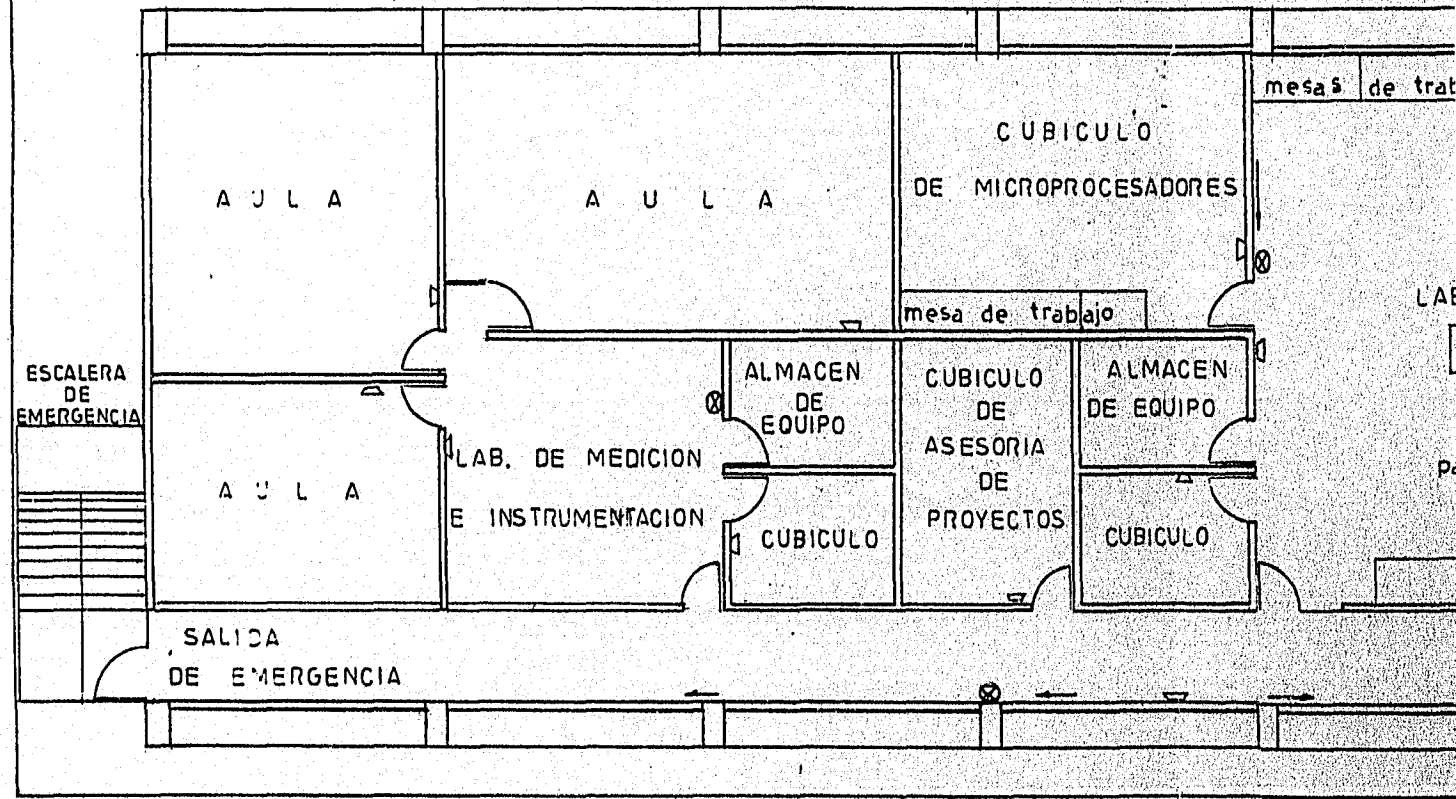 mesas de trab
CUBICULO
DE MICROPROCESADORES
AULA
AULA
mesa de trabajo
LAB
ESCALERA
DE
EMERGENCIA
ALMACEN
DE
EQUIPO
CUBICULO
DE
ASESORIA
DE
PROYECTOS
ALMACEN
DE EQUIPO
LAB. DE MEDICION
E INSTRUMENTACION
AULA
CUBICULO
CUBICULO
SALIDA
DE EMERGENCIA